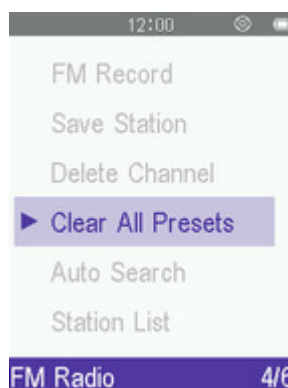 12:00
FM Record
Save Station
Delete Channel
Clear All Presets
Auto Search
Station List
FM Radio 4/6